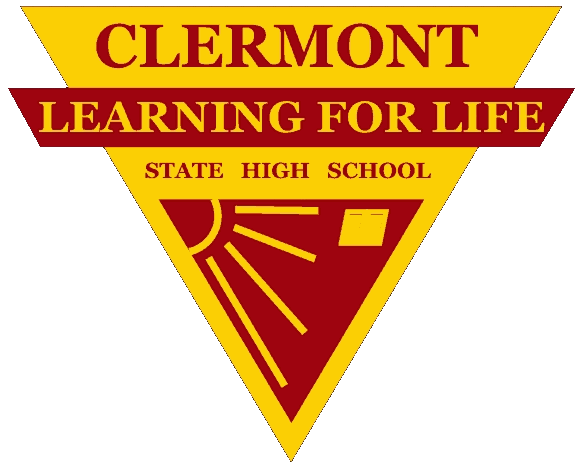 CLERMONT
LEARNING FOR LIFE
STATE HIGH SCHOOL